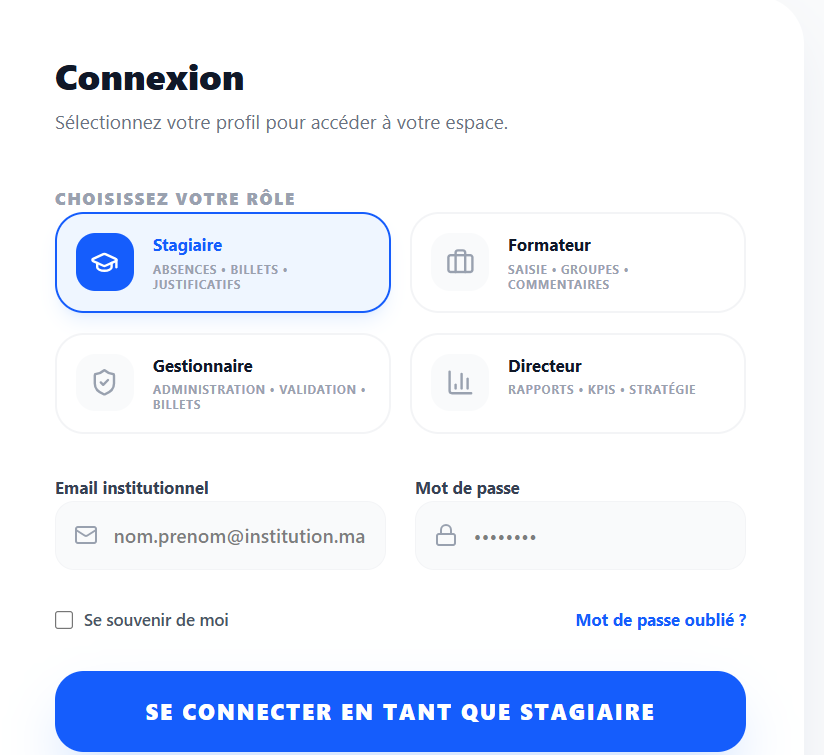 Connexion
Sélectionnez votre profil pour accéder à votre espace.
CHOISISSEZ VOTRE RÔLE
Stagiaire
ABSENCES • BILLETS •
JUSTIFICATIFS
Formateur
SAISIE • GROUPES •
COMMENTAIRES
Gestionnaire
ADMINISTRATION • VALIDATION •
BILLETS
Directeur
RAPPORTS • KPIS • STRATÉGIE
Email institutionnel
nom.prenom@institution.ma
Mot de passe
••••••••
Se souvenir de moi
Mot de passe oublié ?
SE CONNECTER EN TANT QUE STAGIAIRE